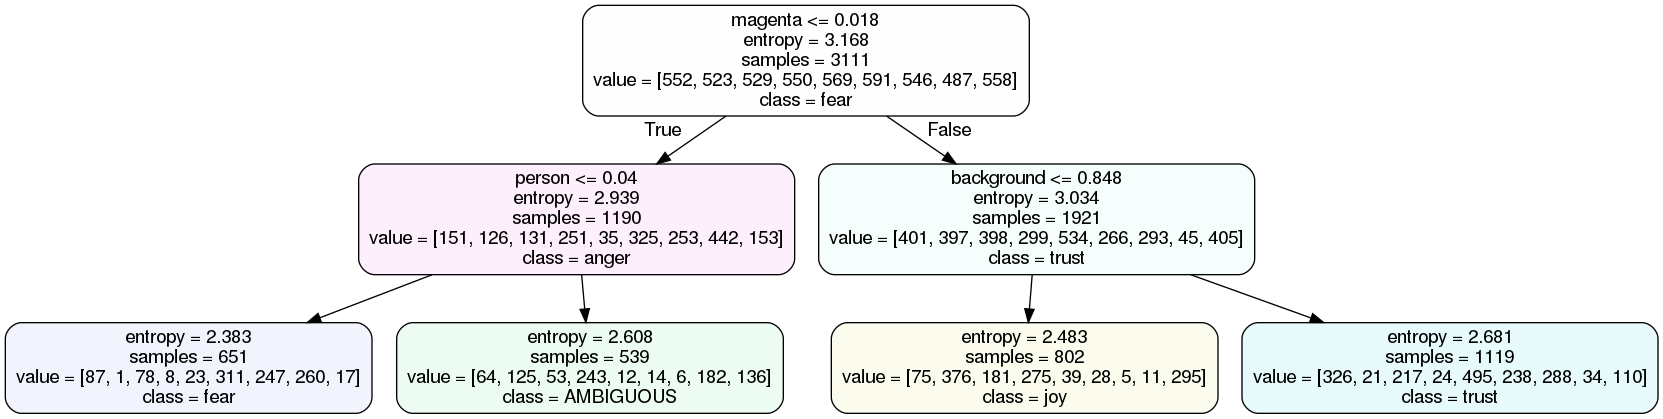 magenta <= 0.018
entropy = 3.168
samples = 3111
value = [552, 523, 529, 550, 569, 591, 546, 487, 558]
class = fear
True
False
person <= 0.04
entropy = 2.939
samples = 1190
value = [151, 126, 131, 251, 35, 325, 253, 442, 153]
class = anger
background <= 0.848
entropy = 3.034
samples = 1921
value = [401, 397, 398, 299, 534, 266, 293, 45, 405]
class = trust
entropy = 2.383
samples = 651
value = [87, 1, 78, 8, 23, 311, 247, 260, 17]
class = fear
entropy = 2.608
samples = 539
value = [64, 125, 53, 243, 12, 14, 6, 182, 136]
class = AMBIGUOUS
entropy = 2.483
samples = 802
value = [75, 376, 181, 275, 39, 28, 5, 11, 295]
class = joy
entropy = 2.681
samples = 1119
value = [326, 21, 217, 24, 495, 238, 288, 34, 110]
class = trust